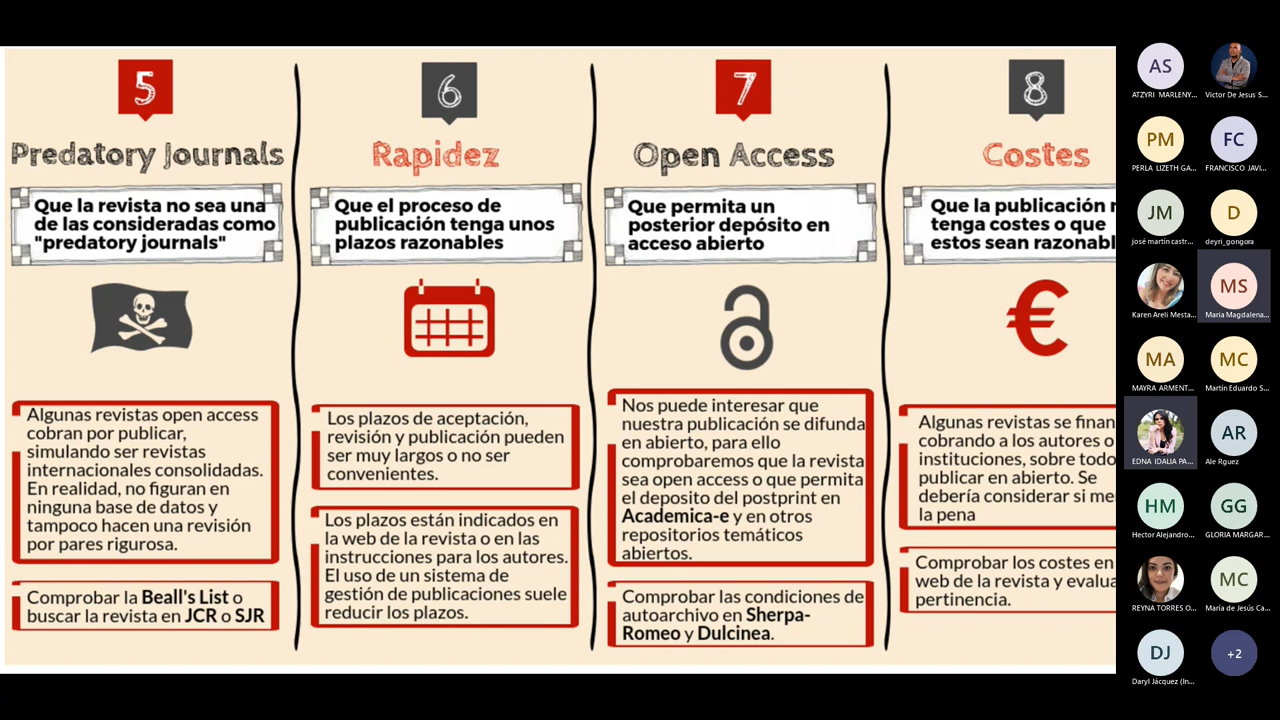 5
Predatory Journals
Que la revista no sea una
de las consideradas como
"predatory journals"
Algunas revistas open access
cobran por publicar,
simulando ser revistas
internacionales consolidadas.
En realidad, no figuran en
ninguna base de datos y
tampoco hacen una revisión
por pares rigurosa.
Comprobar la Beall's List o
buscar la revista en JCR o SJR
6
Rapidez
Que el proceso de
publicación tenga unos
plazos razonables
Los plazos de aceptación,
revisión y publicación pueden
ser muy largos o no ser
convenientes.
Los plazos están indicados en
la web de la revista o en las
instrucciones para los autores.
El uso de un sistema de
gestión de publicaciones suele
reducir los plazos.
7
Open Access
Que permita un
posterior depósito en
acceso abierto
Nos puede interesar que
nuestra publicación se difunda
en abierto, para ello
comprobaremos que la revista
sea open access o que permita
el deposito del postprint en
Academica-e y en otros
repositorios temáticos
abiertos.
Comprobar las condiciones de
autoarchivo en Sherpa-
Romeo y Dulcinea.
8
Costes
Que la publicación
tenga costes o que
estos sean razonabl
€
Algunas revistas se finan
cobrando a los autores o
instituciones, sobre todo
publicar en abierto. Se
debería considerar si me
la pena
Comprobar los costes en
web de la revista y evalua
pertinencia.
AS
ATZYRI MARLENY...
Victor De Jesus S...
PM
PERLA LIZETH GA...
FC
FRANCISCO JAVI...
JM
josé martín castr...
D
deyri_gongora
Karen Areli Mesta...
MS
Maria Magdalena...
MA
MAYRA ARMENT...
MC
Martín Eduardo S...
EDNA IDALIA PA...
AR
Ale Rguez
HM
Hector Alejandro...
GG
GLORIA MARGAR...
REYNA TORRES O...
MC
María de Jesús Ca...
DJ
Daryl Jácquez (In...
+2